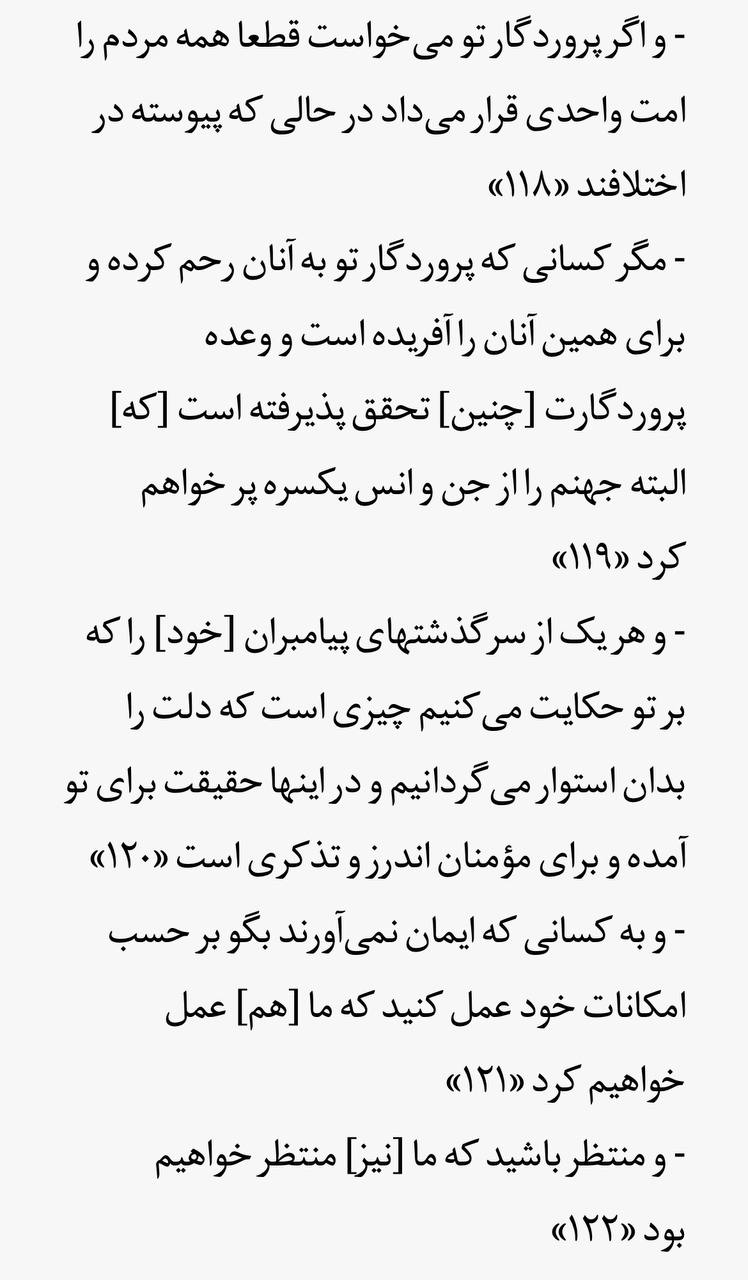 - و اگر پروردگار تو می‌خواست قطعا همه مردم را
امت واحدی قرار می‌داد در حالی که پیوسته در
اختلافند «۱۱۸»
- مگر کسانی که پروردگار تو به آنان رحم کرده و
برای همین آنان را آفریده است و وعده
پروردگارت [چنین] تحقق پذیرفته است [که]
البته جهنم را از جن و انس یکسره پر خواهم
کرد «۱۱۹»
- و هر یک از سرگذشتهای پیامبران [خود] را که
بر تو حکایت می‌کنیم چیزی است که دلت را
بدان استوار می‌گردانیم و در اینها حقیقت برای تو
آمده و برای مؤمنان اندرز و تذکری است «۱۲۰»
- و به کسانی که ایمان نمی‌آورند بگو بر حسب
امکانات خود عمل کنید که ما [هم] عمل
خواهیم کرد «۱۲۱»
- و منتظر باشید که ما [نیز] منتظر خواهیم
بود «۱۲۲»